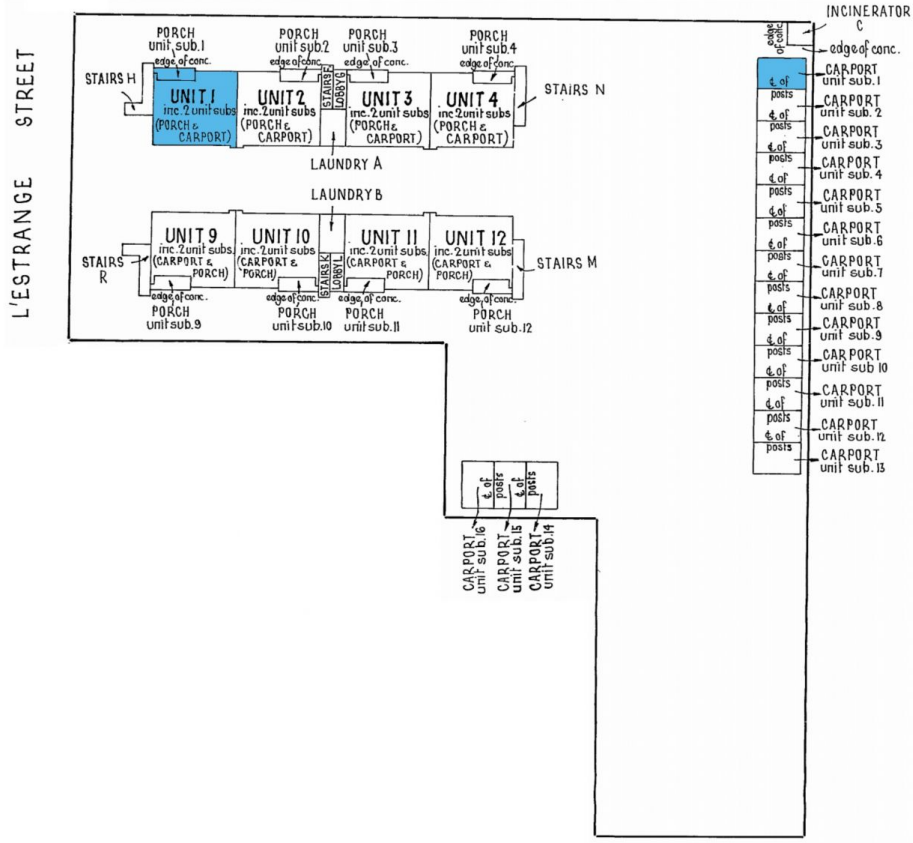 L'ESTRANGE STREET
PORCH
unit sub.1
edge of conc.
PORCH
unit sub.2
edge of conc.
PORCH
unit sub.3
edge of conc.
PORCH
unit sub.4
edge of conc.
STAIRS H
UNIT 1
inc.2 unit subs
(PORCH &
CARPORT)
UNIT 2
inc.2 unit subs
(PORCH &
CARPORT)
STAIRS F
LOBBY G
UNIT 3
inc.2 unit subs
(PORCH &
CARPORT)
UNIT 4
inc.2 unit subs
(PORCH &
CARPORT)
STAIRS N
LAUNDRY A
LAUNDRY B
STAIRS
R
UNIT 9
inc.2 unit subs.
(CARPORT &
PORCH)
edge of conc.
PORCH
unit sub.9
UNIT 10
inc.2 unit subs.
(CARPORT &
PORCH)
edge of conc.
PORCH
unit sub.10
STAIRS K
LOBBY L
UNIT 11
inc.2 unit subs.
(CARPORT &
PORCH)
edge of conc.
PORCH
unit sub.11
UNIT 12
inc.2 unit subs.
(CARPORT &
PORCH)
edge of conc.
PORCH
unit sub.12
STAIRS M
INCINERATOR
C
edge
of conc.
edge of conc.
CARPORT
unit sub.1
℄ of
posts
CARPORT
unit sub.2
℄ of
posts
CARPORT
unit sub.3
℄ of
posts
CARPORT
unit sub.4
℄ of
posts
CARPORT
unit sub.5
℄ of
posts
CARPORT
unit sub.6
℄ of
posts
CARPORT
unit sub.7
℄ of
posts
CARPORT
unit sub.8
℄ of
posts
CARPORT
unit sub.9
℄ of
posts
CARPORT
unit sub 10
℄ of
posts
CARPORT
unit sub.11
℄ of
posts
CARPORT
unit sub.12
℄ of
posts
CARPORT
unit sub.13
℄ of
posts
℄ of
posts
CARPORT
unit sub.16
CARPORT
unit sub.15
CARPORT
unit sub.14